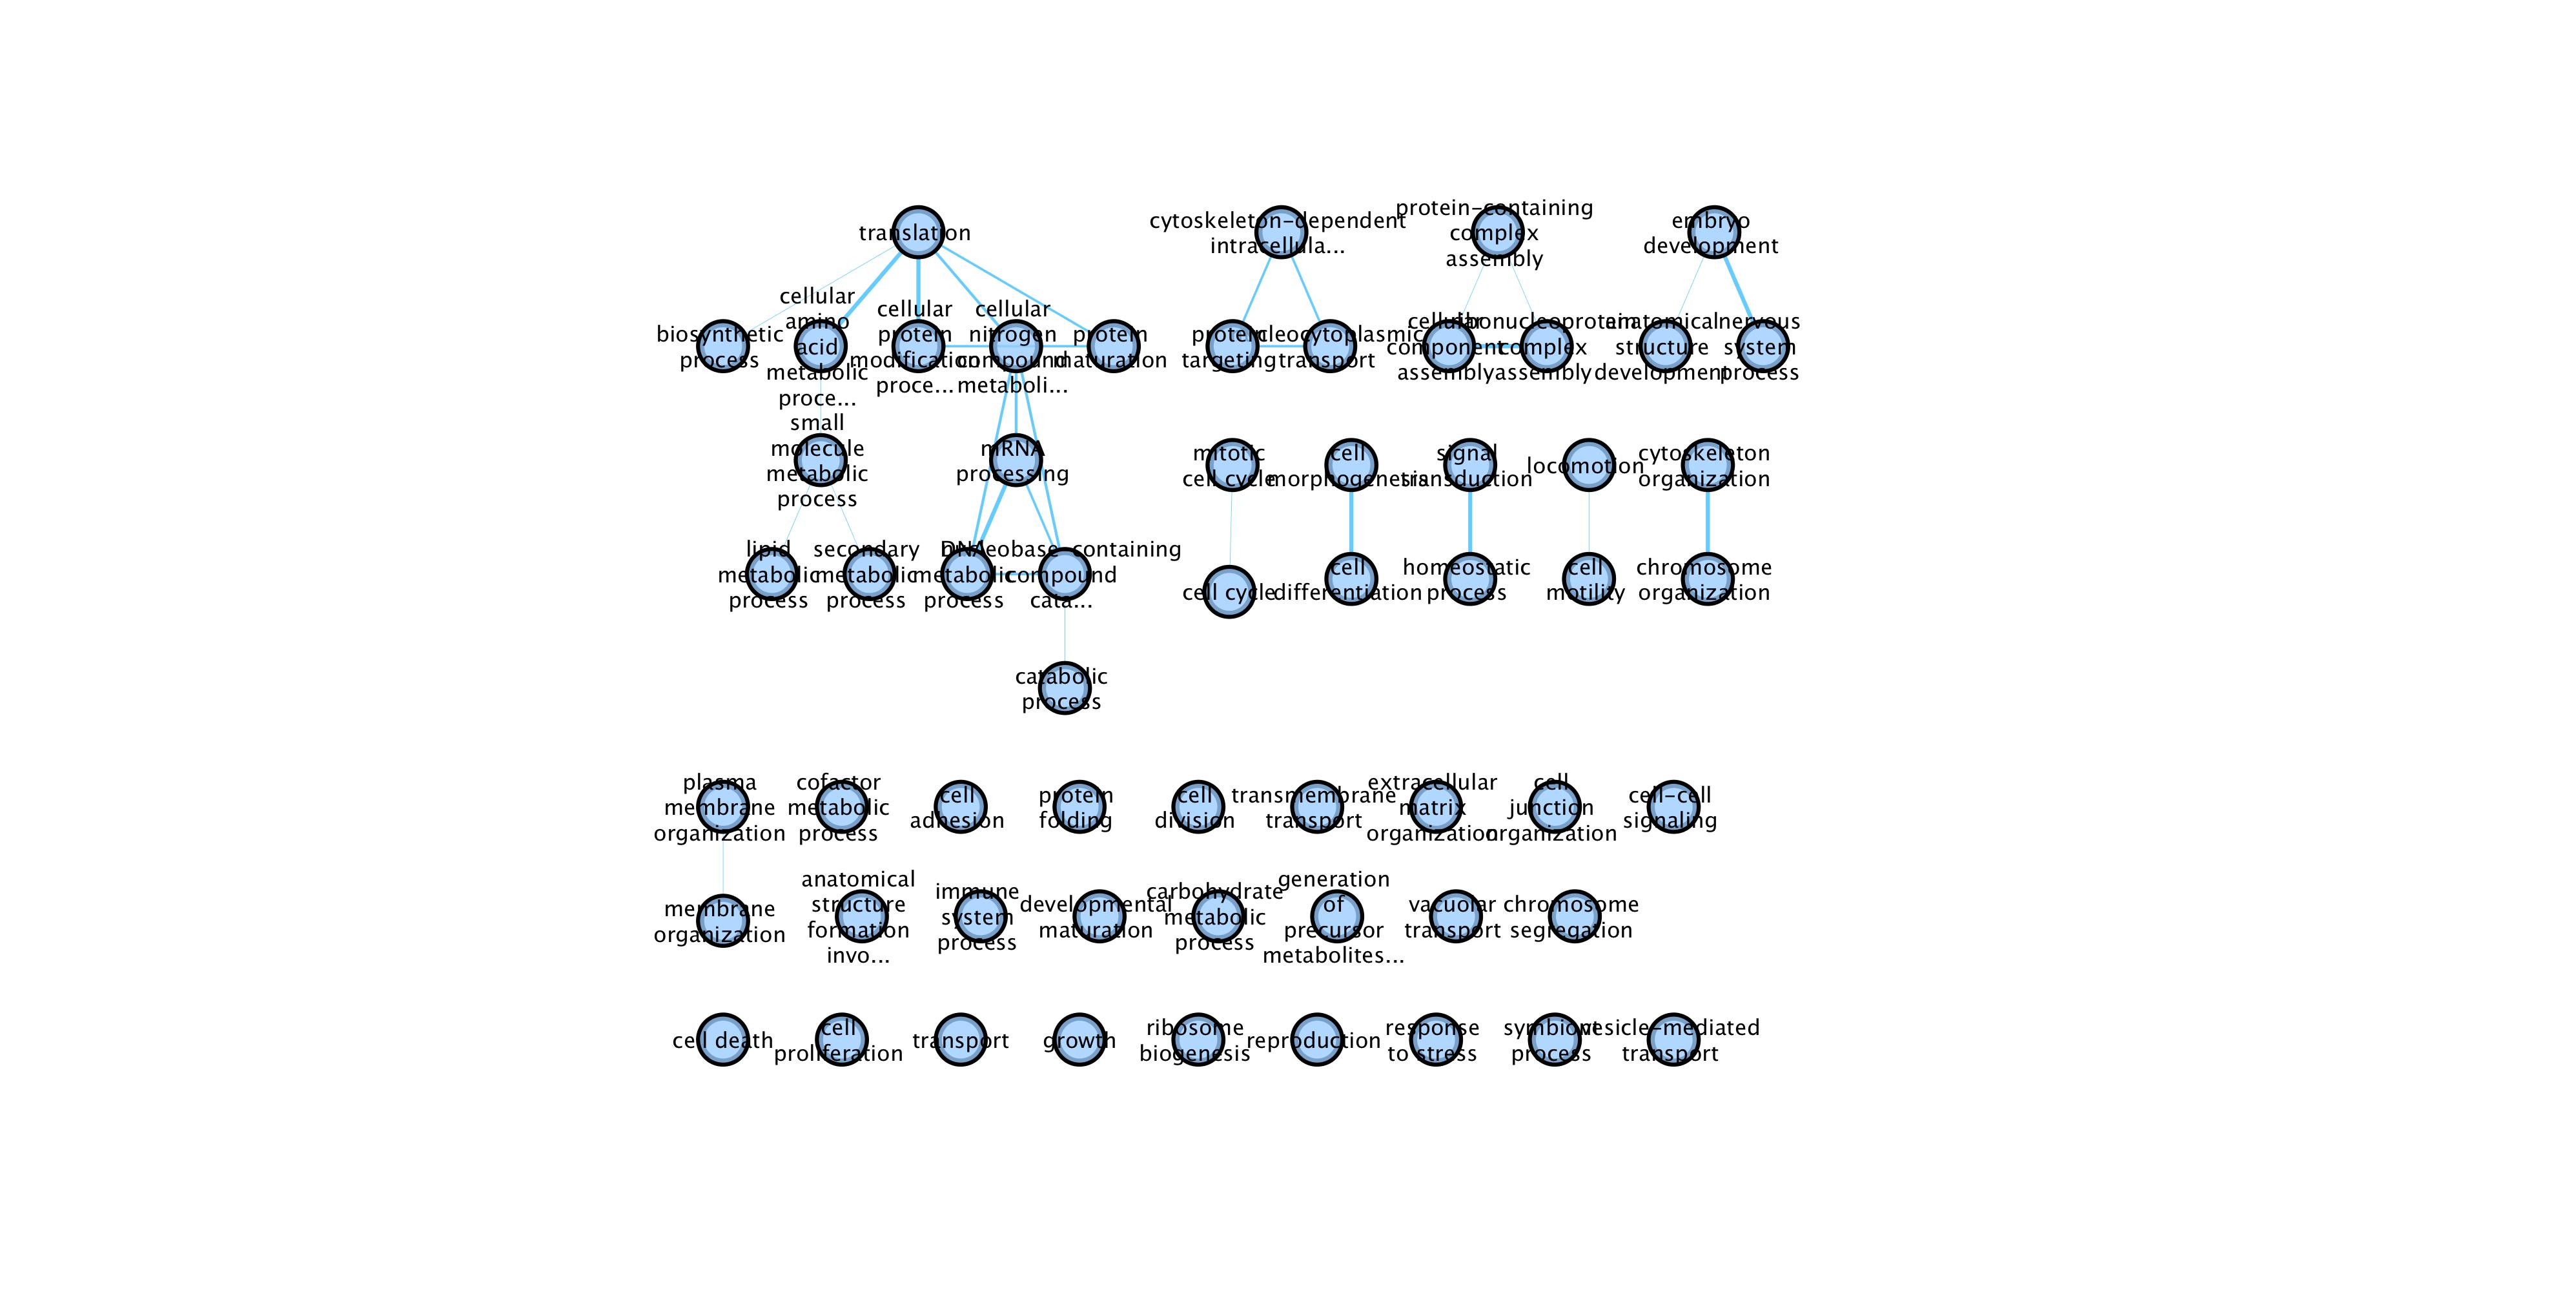 translation
cytoskeleton-dependent
intracellula...
protein-containing
complex
assembly
embryo
development
biosynthetic
process
cellular
amino
acid
metabolic
proce...
cellular
protein
modification
proce...
cellular
nitrogen
compound
metaboli...
protein
maturation
protein
targeting
nucleocytoplasmic
transport
cellular
component
assembly
ribonucleoprotein
complex
assembly
anatomical
structure
development
nervous
system
process
small
molecule
metabolic
process
mRNA
processing
mitotic
cell cycle
cell
morphogenesis
signal
transduction
locomotion
cytoskeleton
organization
lipid
metabolic
process
secondary
metabolic
process
DNA
metabolic
process
nucleobase-containing
compound
cata...
cell cycle
cell
differentiation
homeostatic
process
cell
motility
chromosome
organization
catabolic
process
plasma
membrane
organization
cofactor
metabolic
process
cell
adhesion
protein
folding
cell
division
transmembrane
transport
extracellular
matrix
organization
cell
junction
organization
cell-cell
signaling
membrane
organization
anatomical
structure
formation
invo...
immune
system
process
developmental
maturation
carbohydrate
metabolic
process
generation
of
precursor
metabolites...
vacuolar
transport
chromosome
segregation
cell death
cell
proliferation
transport
growth
ribosome
biogenesis
reproduction
response
to stress
symbiont
process
vesicle-mediated
transport